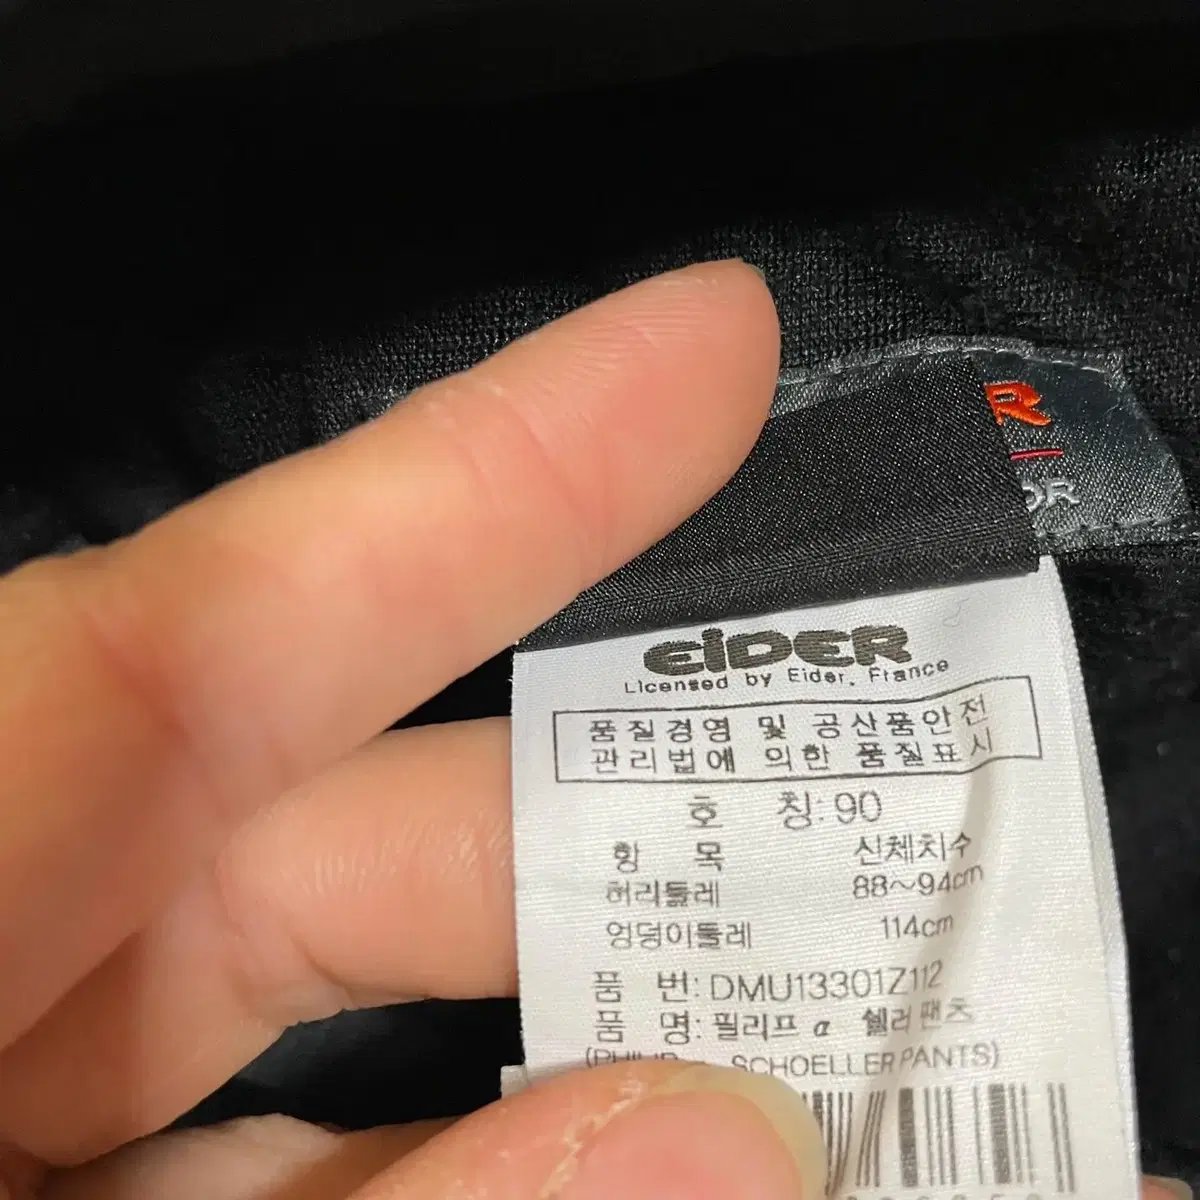 R
OR
EiDER
Licensed by Eider, France
품질경영 및 공산품안전
관리법에 의한 품질표시
호 칭: 90
항 목 신체치수
허리둘레 88~94cm
엉덩이둘레 114cm
품 번: DMU13301Z112
품 명: 필리프 α 쉘러팬츠
(PHILIP SCHOELLER PANTS)